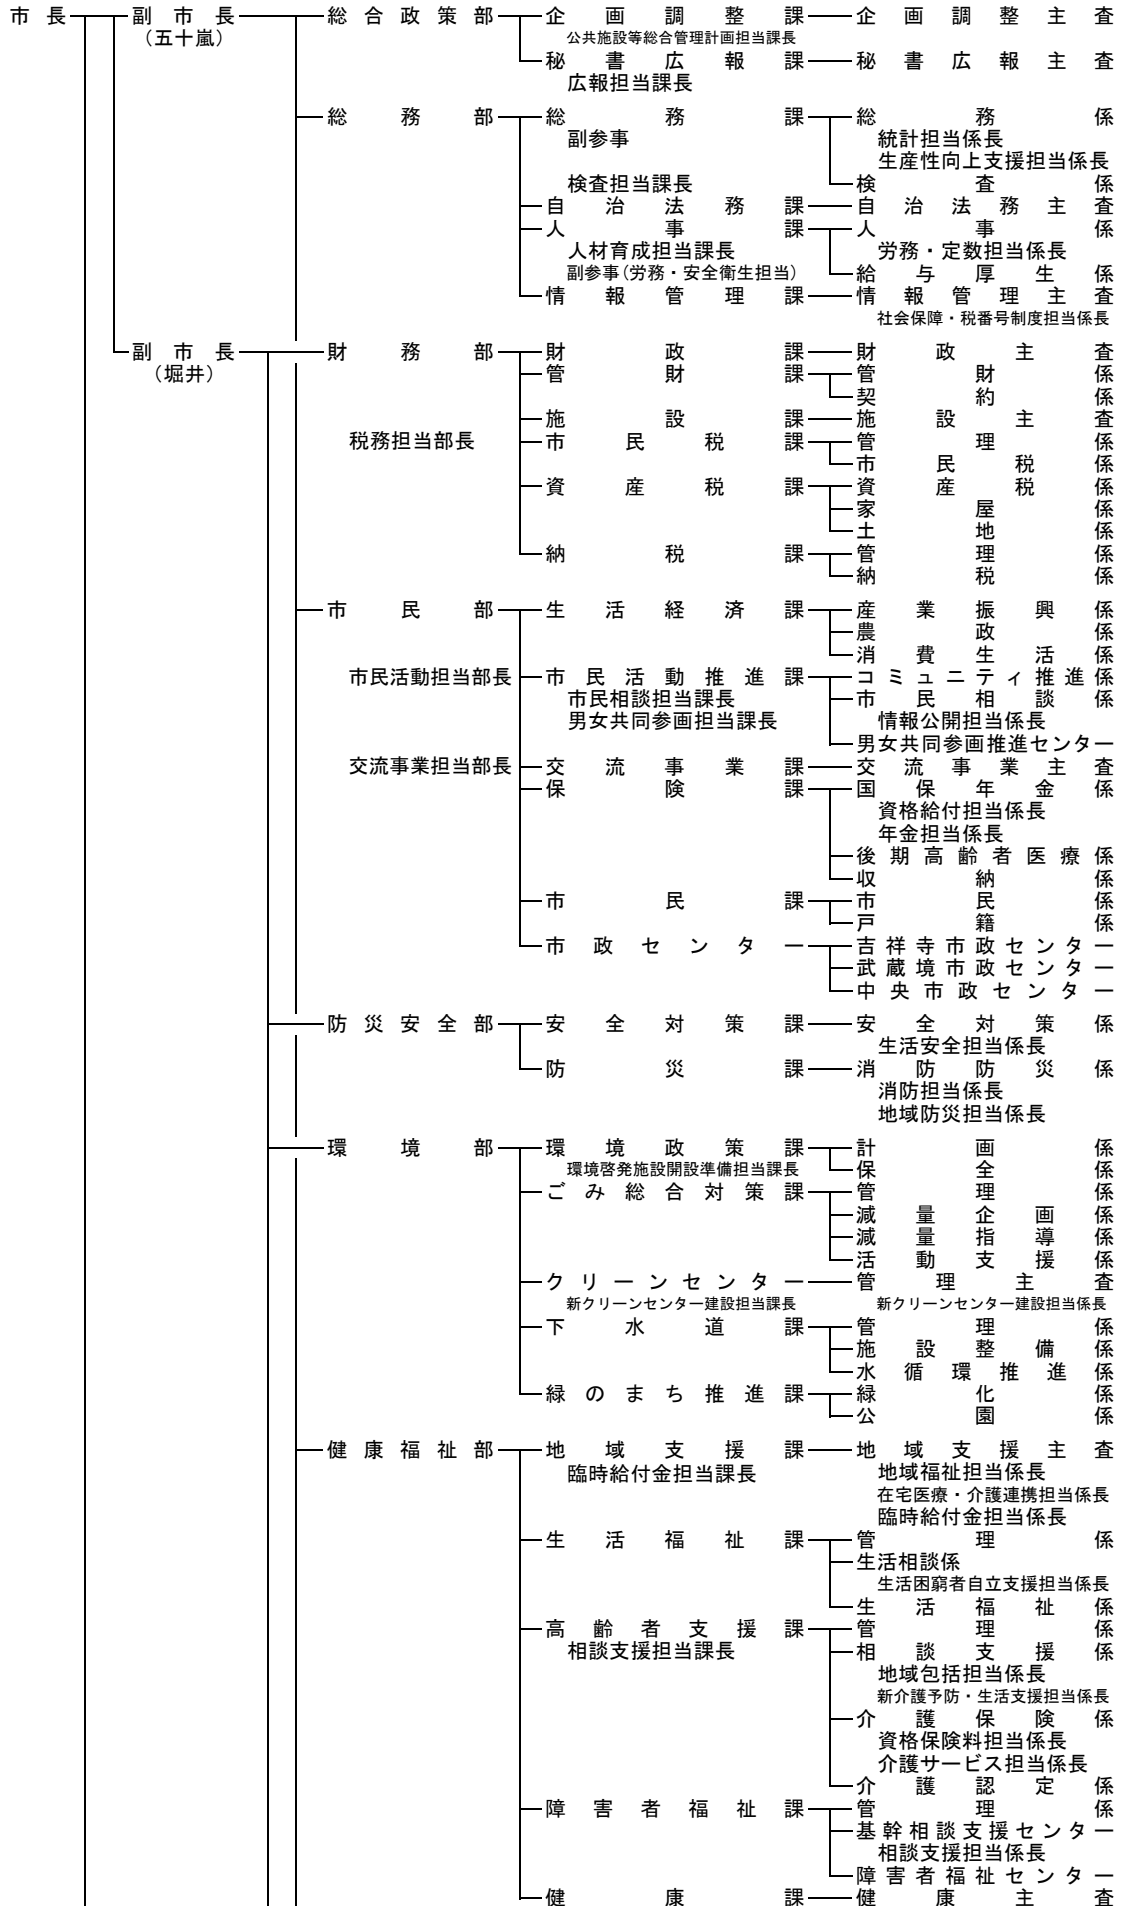 市長 副市長 総合政策部 企画調整課 企画調整主査
（五十嵐） 公共施設等総合管理計画担当課長
秘書広報課 秘書広報主査
広報担当課長
総務部 総務課 総務係
副参事 統計担当係長
生産性向上支援担当係長
検査担当課長 検査係
自治法務課 自治法務主査
人事課 人事係
人材育成担当課長 労務・定数担当係長
副参事(労務・安全衛生担当) 給与厚生係
情報管理課 情報管理主査
社会保障・税番号制度担当係長
副市長 財務部 財政課 財政主査
（堀井） 管財課 管財係
契約係
施設課 施設主査
税務担当部長 市民税課 管理係
市民税係
資産税課 資産税係
家屋係
土地係
納税課 管理係
納税係
市民部 生活経済課 産業振興係
農政係
消費生活係
市民活動担当部長 市民活動推進課 コミュニティ推進係
市民相談担当課長 市民相談係
男女共同参画担当課長 情報公開担当係長
男女共同参画推進センター
交流事業担当部長 交流事業課 交流事業主査
保険課 国保年金係
資格給付担当係長
年金担当係長
後期高齢者医療係
収納係
市民課 市民係
戸籍係
市政センター 吉祥寺市政センター
武蔵境市政センター
中央市政センター
防災安全部 安全対策課 安全対策係
生活安全担当係長
防災課 消防防災係
消防担当係長
地域防災担当係長
環境部 環境政策課 計画係
環境啓発施設開設準備担当課長 保全係
ごみ総合対策課 管理係
減量企画係
減量指導係
活動支援係
クリーンセンター 管理主査
新クリーンセンター建設担当課長 新クリーンセンター建設担当係長
下水道課 管理係
施設整備係
水循環推進係
緑のまち推進課 緑化係
公園係
健康福祉部 地域支援課 地域支援主査
臨時給付金担当課長 地域福祉担当係長
在宅医療・介護連携担当係長
臨時給付金担当係長
生活福祉課 管理係
生活相談係
生活困窮者自立支援担当係長
生活福祉係
高齢者支援課 管理係
相談支援担当課長 相談支援係
地域包括担当係長
新介護予防・生活支援担当係長
介護保険係
資格保険料担当係長
介護サービス担当係長
介護認定係
障害者福祉課 管理係
基幹相談支援センター
相談支援担当係長
障害者福祉センター
健康課 健康主査